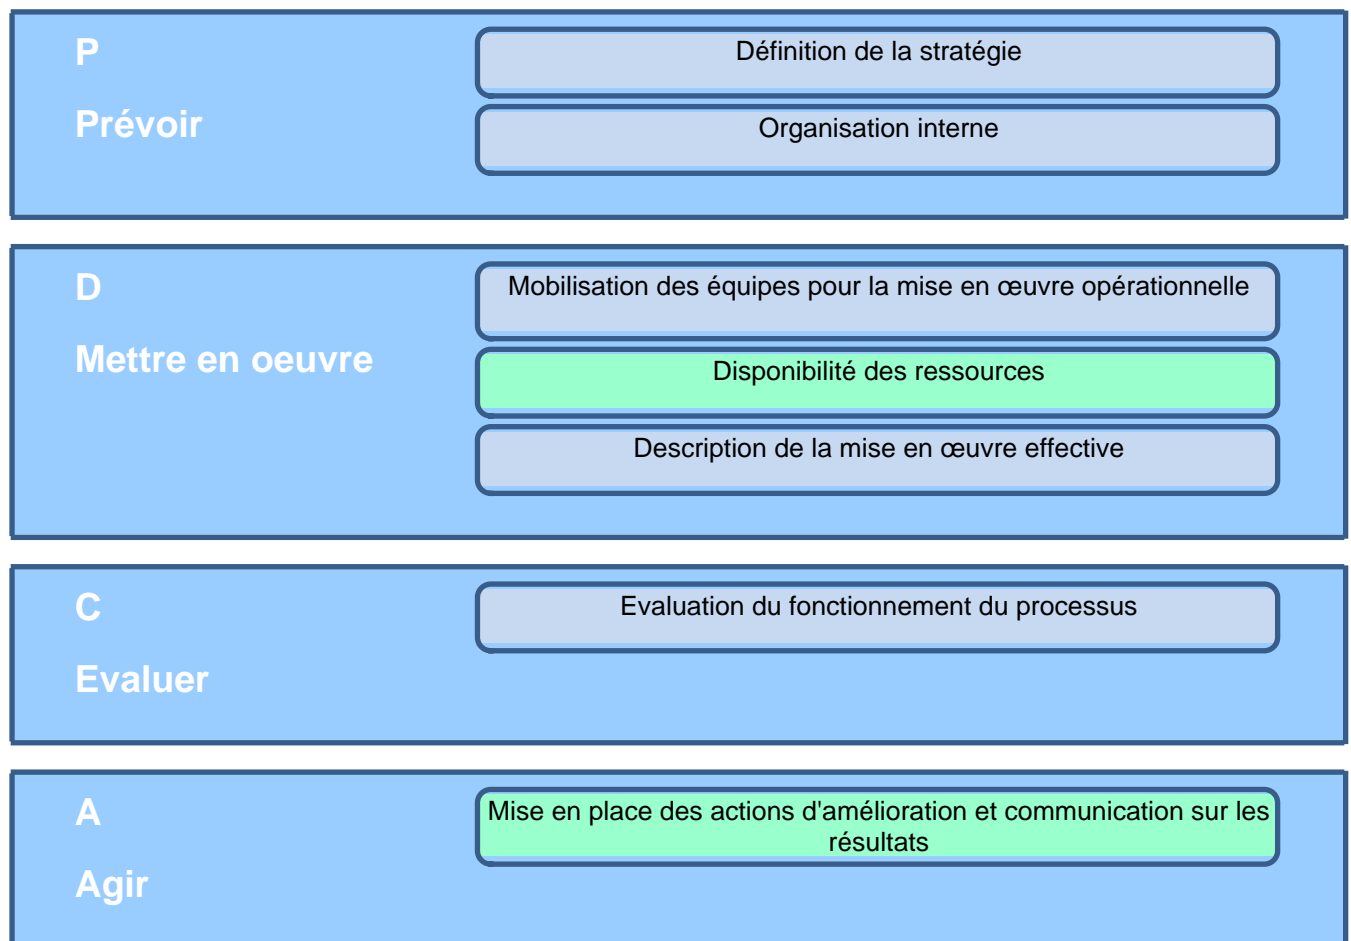 P
Prévoir
Définition de la stratégie
Organisation interne
D
Mettre en oeuvre
Mobilisation des équipes pour la mise en œuvre opérationnelle
Disponibilité des ressources
Description de la mise en œuvre effective
C
Evaluer
Evaluation du fonctionnement du processus
A
Agir
Mise en place des actions d'amélioration et communication sur les
résultats